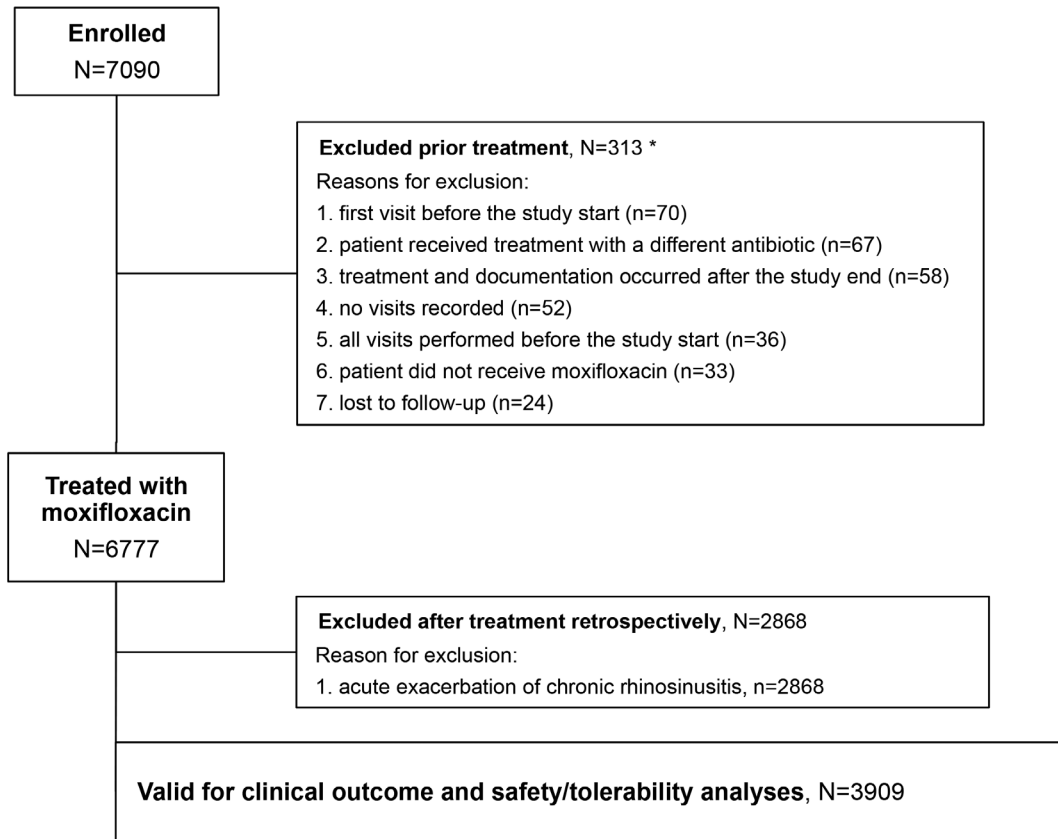 Enrolled
N=7090
Excluded prior treatment, N=313 *
Reasons for exclusion:
1. first visit before the study start (n=70)
2. patient received treatment with a different antibiotic (n=67)
3. treatment and documentation occurred after the study end (n=58)
4. no visits recorded (n=52)
5. all visits performed before the study start (n=36)
6. patient did not receive moxifloxacin (n=33)
7. lost to follow-up (n=24)
Treated with
moxifloxacin
N=6777
Excluded after treatment retrospectively, N=2868
Reason for exclusion:
1. acute exacerbation of chronic rhinosinusitis, n=2868
Valid for clinical outcome and safety/tolerability analyses, N=3909